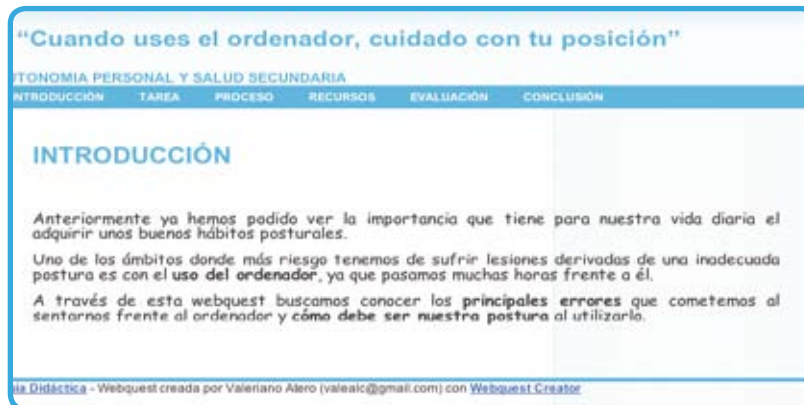 “Cuando uses el ordenador, cuidado con tu posición”
TONOMIA PERSONAL Y SALUD SECUNDARIA
INTRODUCCIÓN TAREA PROCESO RECURSOS EVALUACIÓN CONCLUSIÓN
INTRODUCCIÓN
Anteriormente ya hemos podido ver la importancia que tiene para nuestra vida diaria el
adquirir unos buenos hábitos posturales.
Uno de los ámbitos donde más riesgo tenemos de sufrir lesiones derivadas de una inadecuada
postura es con el uso del ordenador, ya que pasamos muchas horas frente a él.
A través de esta webquest buscamos conocer los principales errores que cometemos al
sentarnos frente al ordenador y cómo debe ser nuestra postura al utilizarlo.
ia Didáctica - Webquest creada por Valeriano Alero (valealc@gmail.com) con Webquest Creator